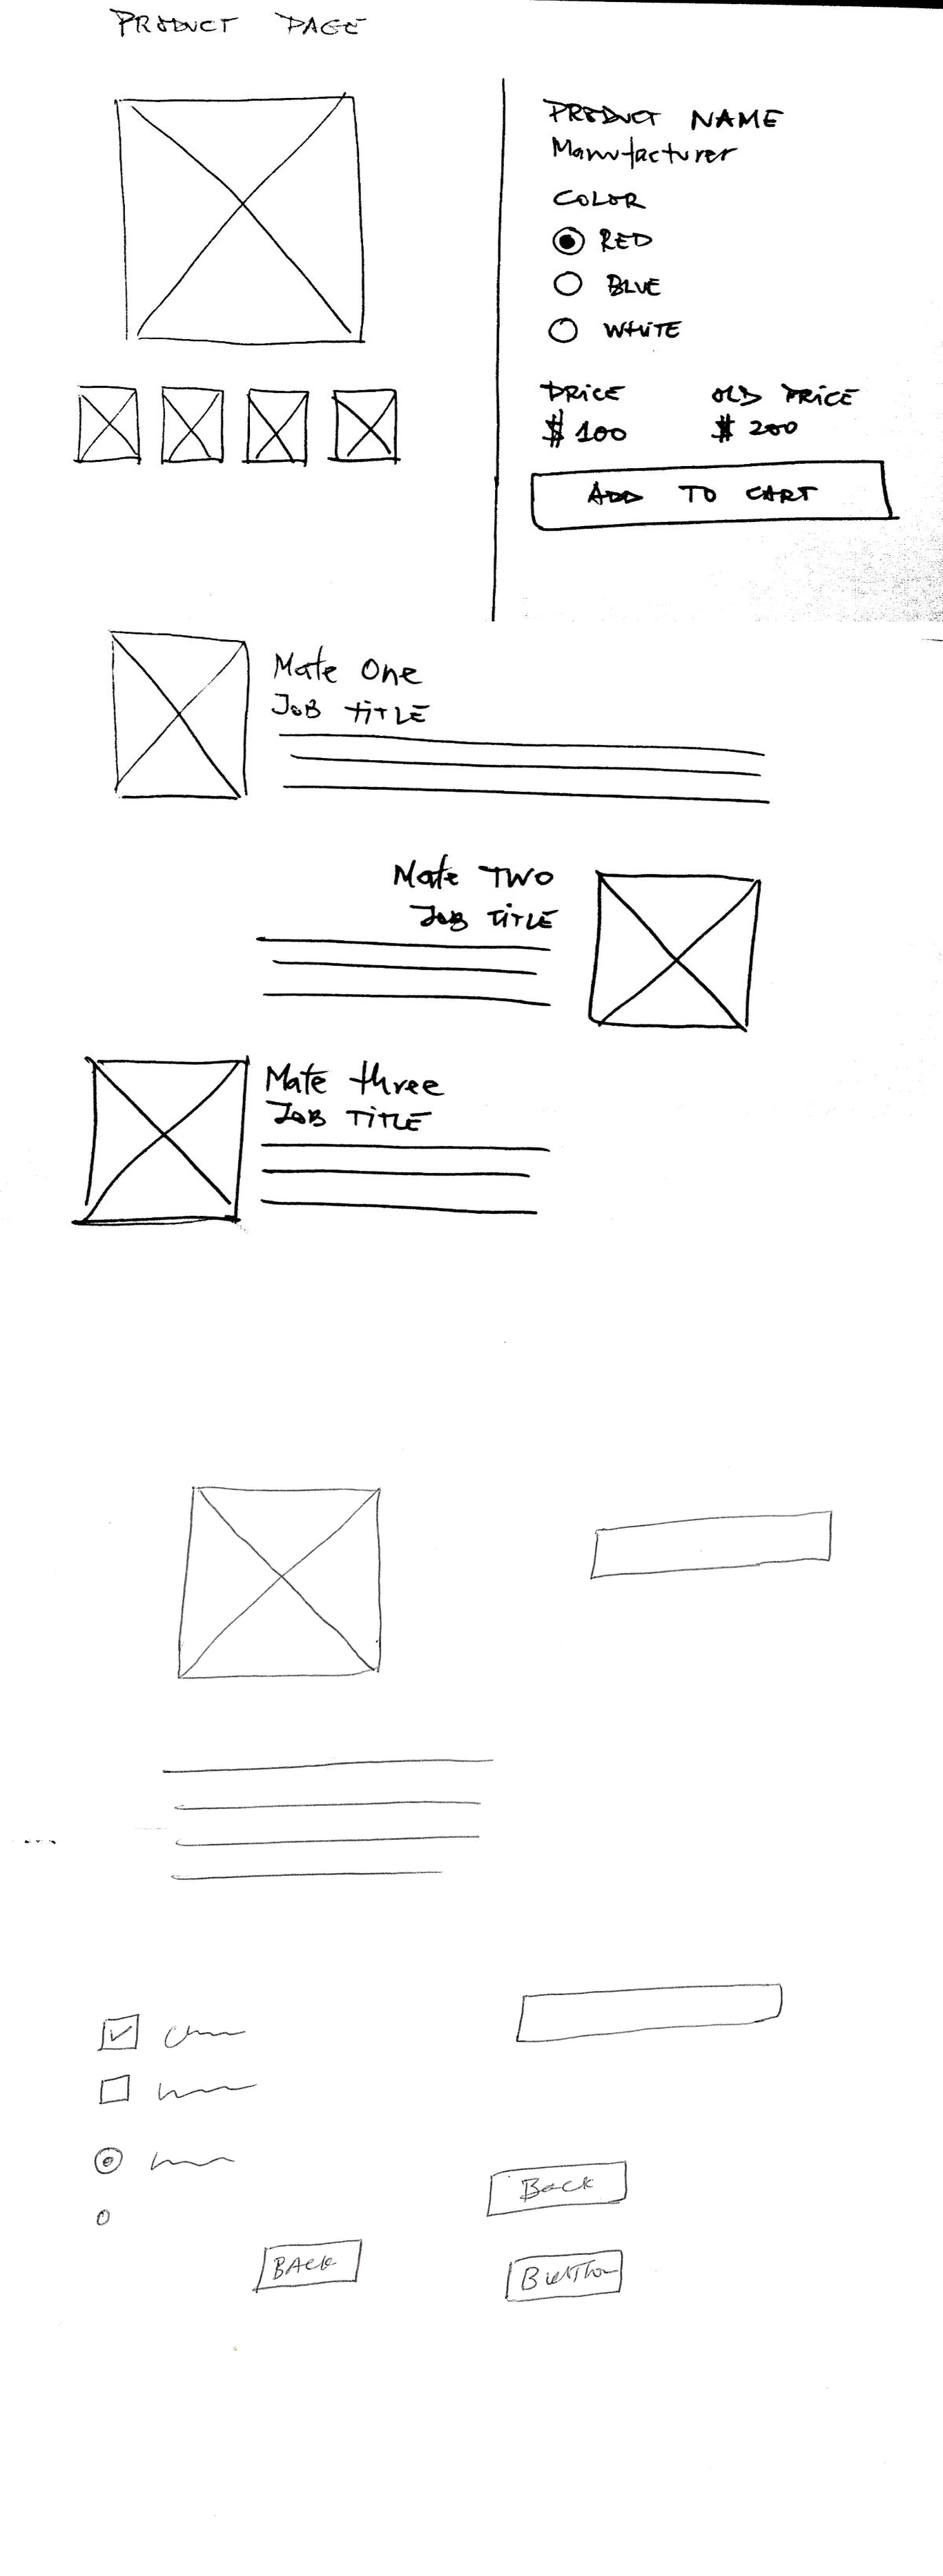 PRODUCT PAGE
PRODUCT NAME
Manufacturer
COLOR
RED
BLUE
WHITE
PRICE OLD PRICE
$ 100 $ 200
ADD TO CART
Mate One
JOB TITLE
Mate TWO
JOB TITLE
Mate three
JOB TITLE
Back
BACK
Button